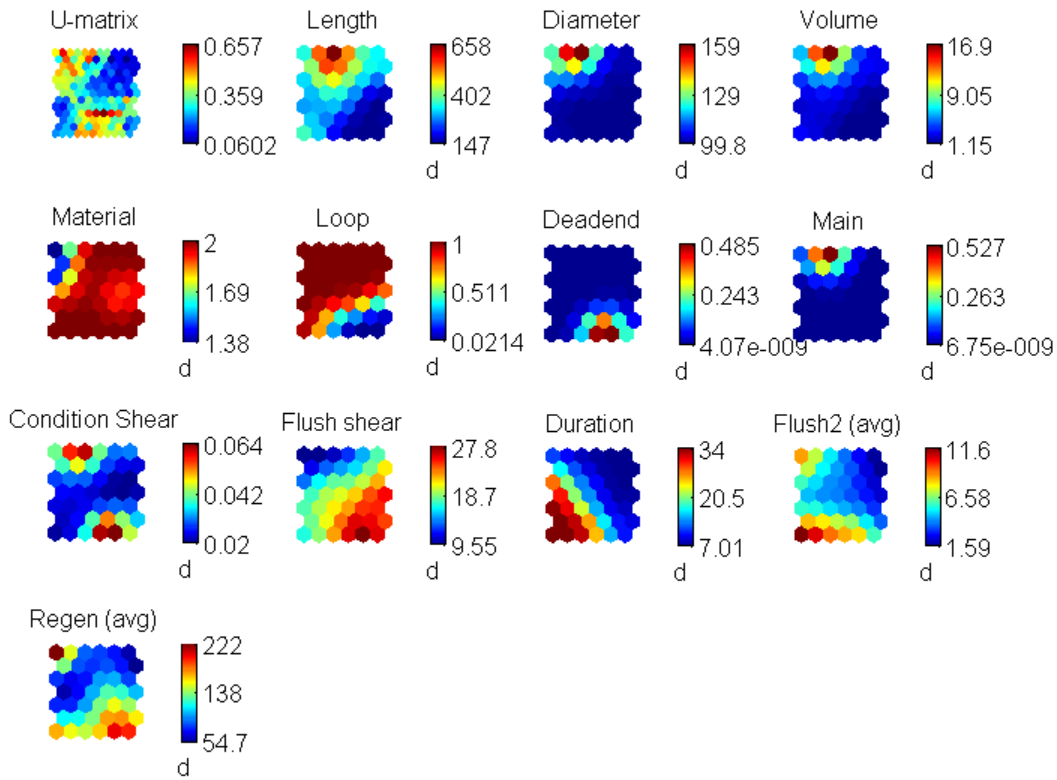 U-matrix
0.657
0.359
0.0602
Length
658
402
147
d
Diameter
159
129
99.8
d
Volume
16.9
9.05
1.15
d
Material
2
1.69
1.38
d
Loop
1
0.511
0.0214
d
Deadend
0.485
0.243
4.07e-009
d
Main
0.527
0.263
6.75e-009
d
Condition Shear
0.064
0.042
0.02
d
Flush shear
27.8
18.7
9.55
d
Duration
34
20.5
7.01
d
Flush2 (avg)
11.6
6.58
1.59
d
Regen (avg)
222
138
54.7
d